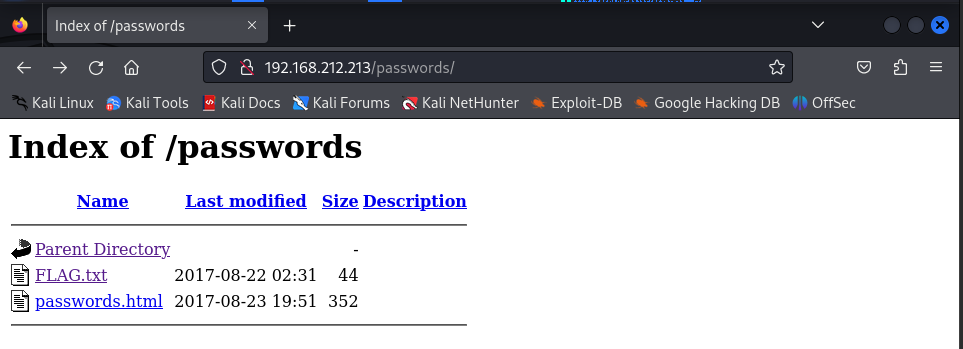 Index of /passwords
192.168.212.213/passwords/
Kali Linux Kali Tools Kali Docs Kali Forums Kali NetHunter Exploit-DB Google Hacking DB OffSec
Index of /passwords
Name Last modified Size Description
Parent Directory -
FLAG.txt 2017-08-22 02:31 44
passwords.html 2017-08-23 19:51 352